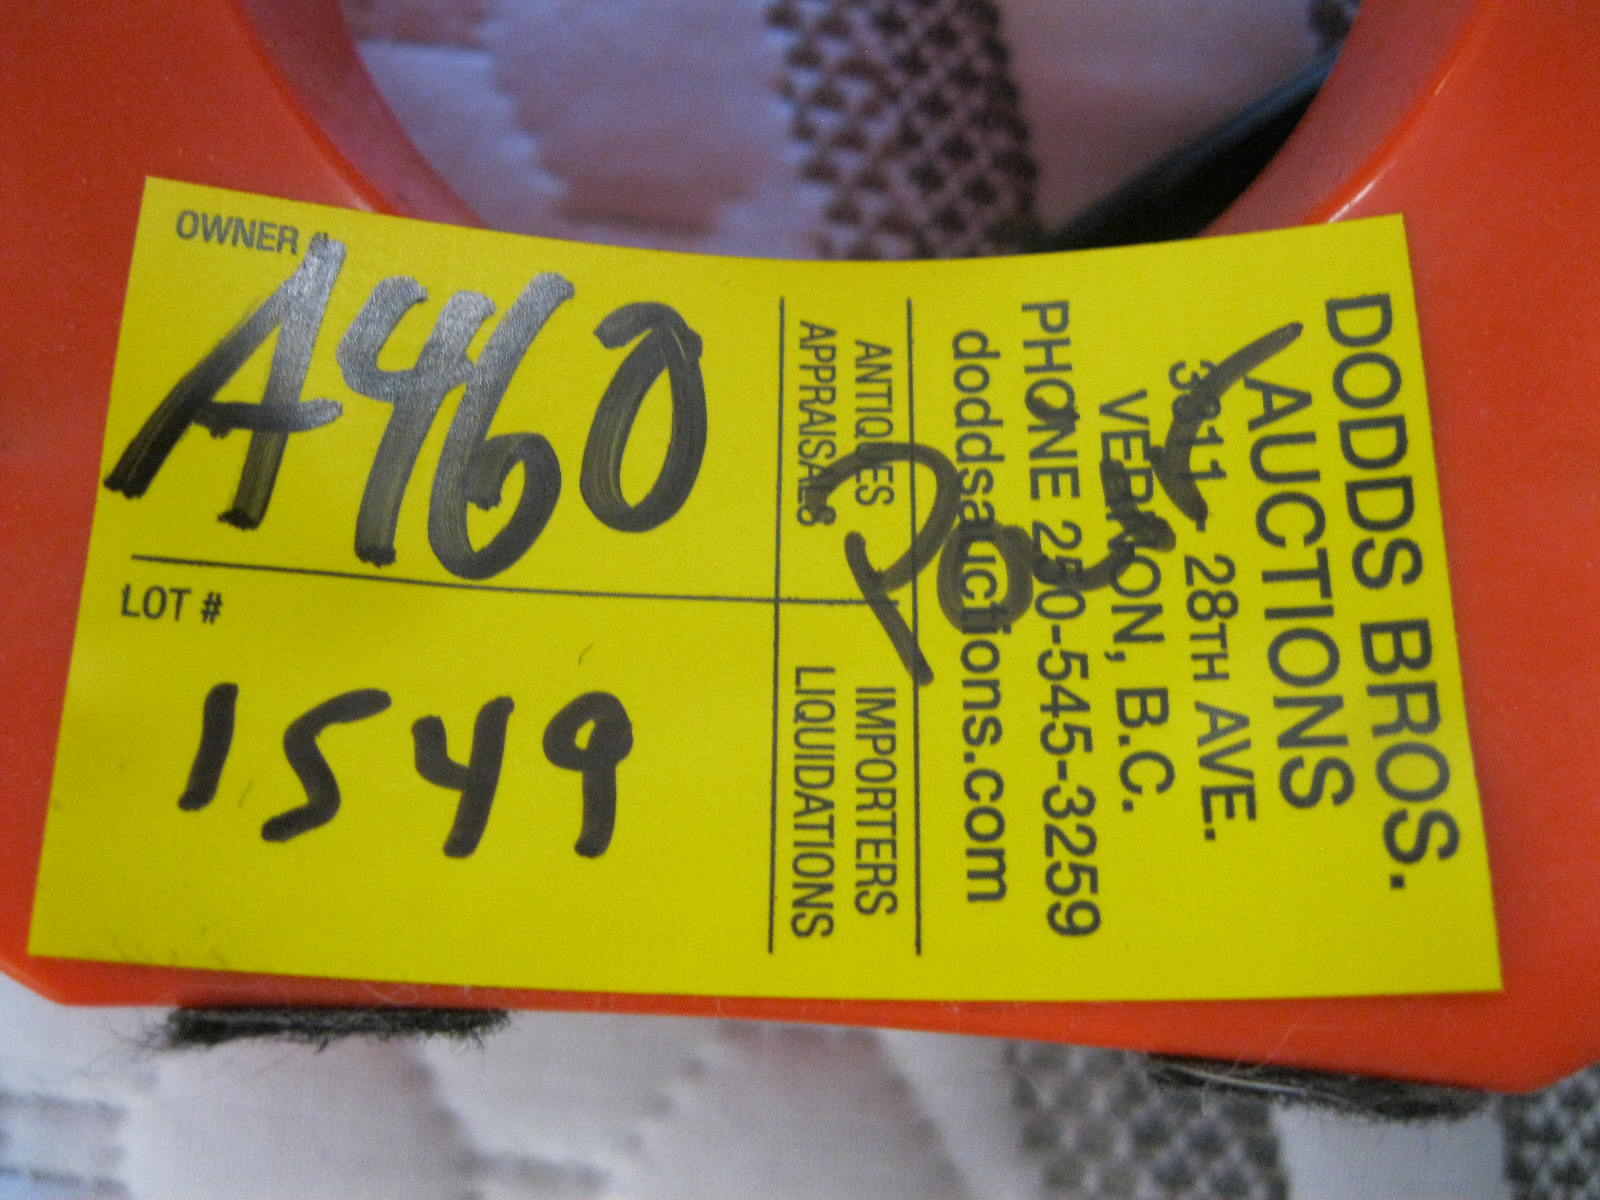 OWNER #
A460
LOT #
1549
ANTIQUES
APPRAISALS
IMPORTERS
LIQUIDATIONS
DODDS BROS.
AUCTIONS
3311 - 28TH AVE.
VERNON, B.C.
PHONE 250-545-3259
doddsauctions.com